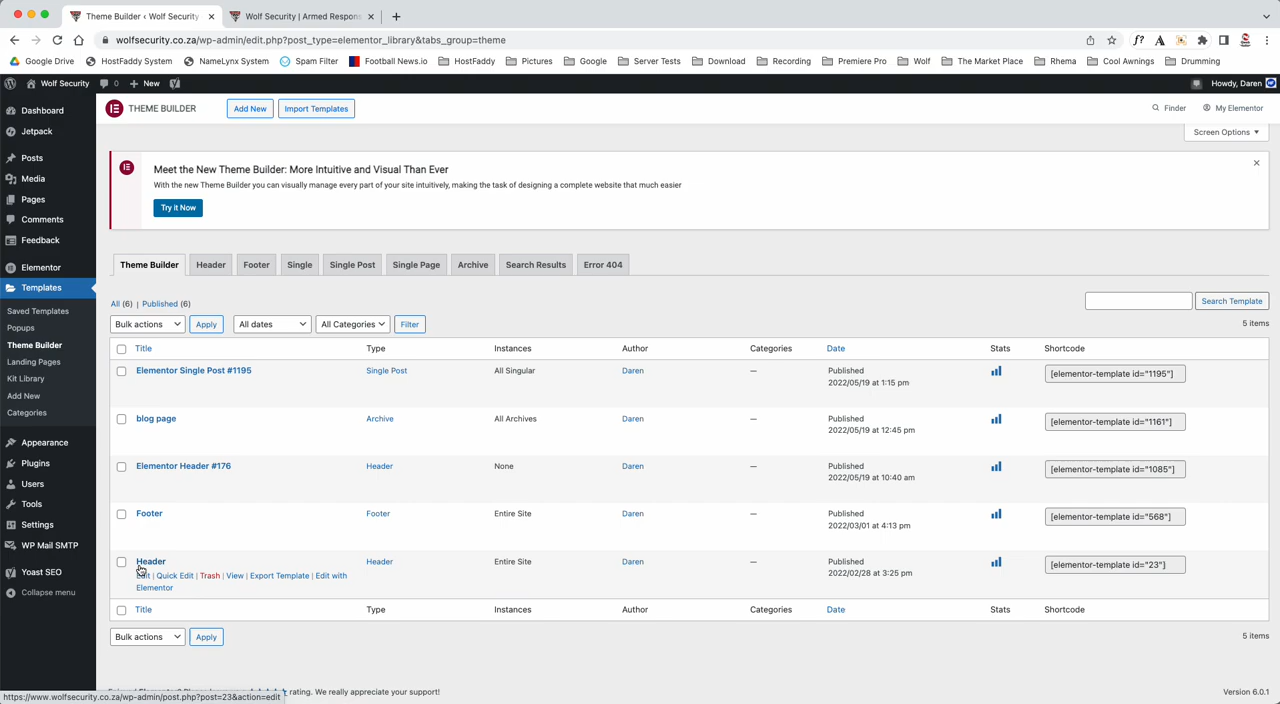 Theme Builder ‹ Wolf Security
Wolf Security | Armed Respons
wolfsecurity.co.za/wp-admin/edit.php?post_type=elementor_library&tabs_group=theme
Google Drive HostFaddy System NameLynx System Spam Filter Football News.io HostFaddy Pictures Google Server Tests Download Recording Premiere Pro Wolf The Market Place Rhema Cool Awnings Drumming
Wolf Security 0 New Howdy, Daren
Dashboard
Jetpack
Posts
Media
Pages
Comments
Feedback
Elementor
Templates
Saved Templates
Popups
Theme Builder
Landing Pages
Kit Library
Add New
Categories
Appearance
Plugins
Users
Tools
Settings
WP Mail SMTP
Yoast SEO
Collapse menu
THEME BUILDER Add New Import Templates Finder My Elementor
Screen Options
Meet the New Theme Builder: More Intuitive and Visual Than Ever
With the new Theme Builder you can visually manage every part of your site intuitively, making the task of designing a complete website that much easier
Try it Now
Theme Builder Header Footer Single Single Post Single Page Archive Search Results Error 404
All (6) | Published (6)
Search Template
Bulk actions Apply All dates All Categories Filter
5 items
Title Type Instances Author Categories Date Stats Shortcode
Elementor Single Post #1195 Single Post All Singular Daren — Published [elementor-template id="1195"]
2022/05/19 at 1:15 pm
blog page Archive All Archives Daren — Published [elementor-template id="1161"]
2022/05/19 at 12:45 pm
Elementor Header #176 Header None Daren — Published [elementor-template id="1085"]
2022/05/19 at 10:40 am
Footer Footer Entire Site Daren — Published [elementor-template id="568"]
2022/03/01 at 4:13 pm
Header Header Entire Site Daren — Published [elementor-template id="23"]
2022/02/28 at 3:25 pm
Edit | Quick Edit | Trash | View | Export Template | Edit with
Elementor
Title Type Instances Author Categories Date Stats Shortcode
Bulk actions Apply
5 items
rating. We really appreciate your support!
Version 6.0.1
https://www.wolfsecurity.co.za/wp-admin/post.php?post=23&action=edit